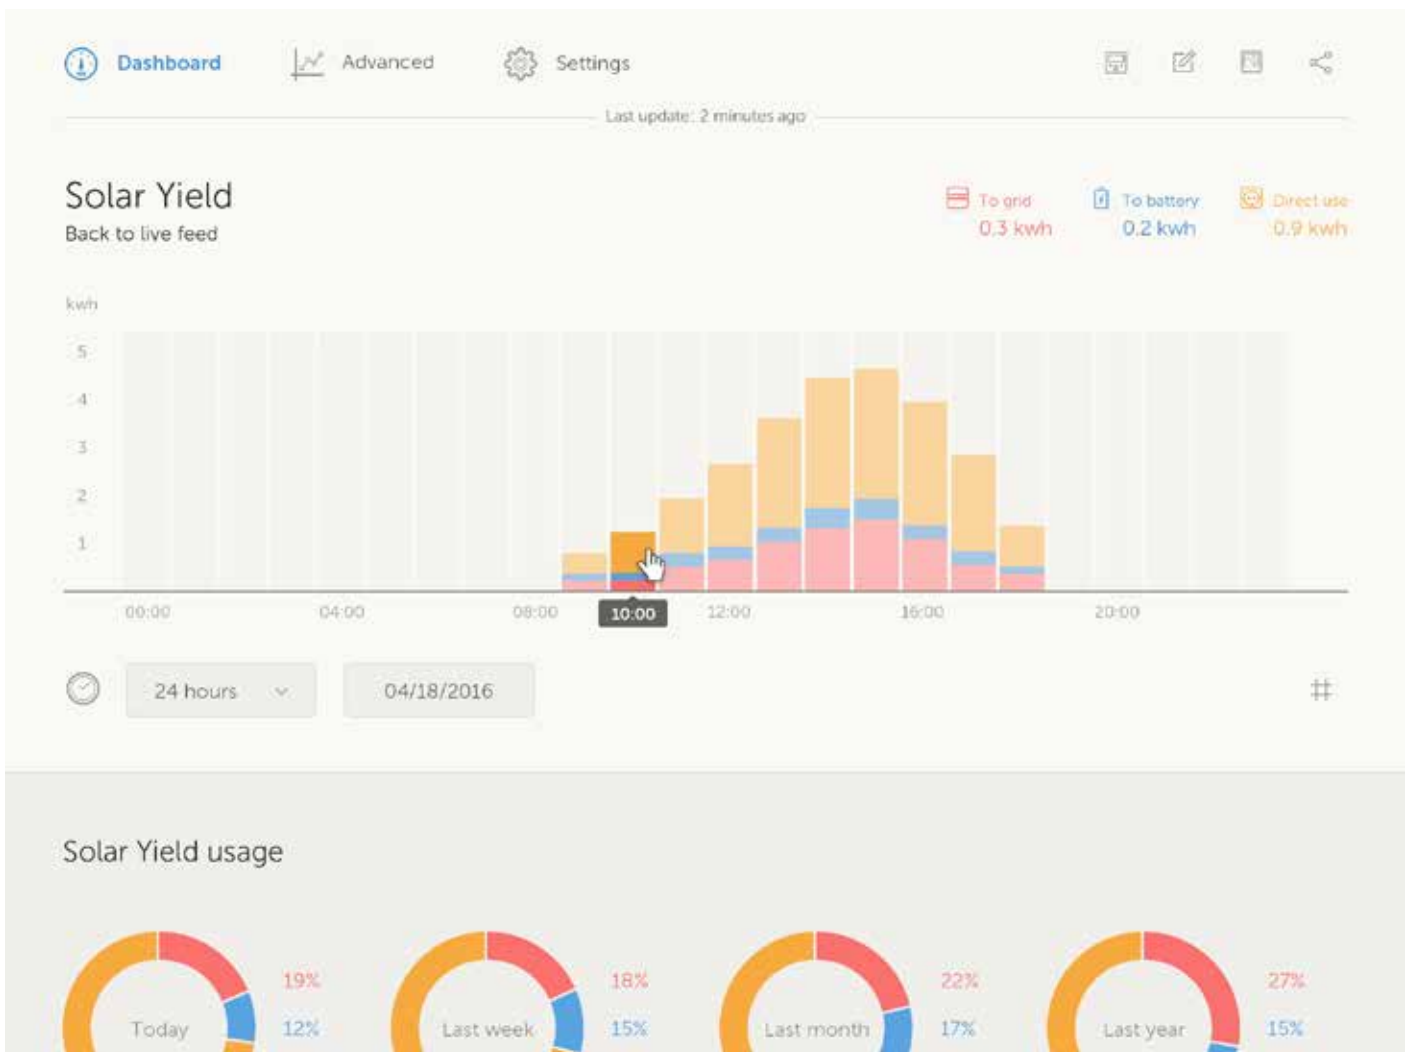 Dashboard Advanced Settings
Last update: 2 minutes ago
Solar Yield
Back to live feed
To grid
0.3 kwh
To battery
0.2 kwh
Direct use
0.9 kwh
kwh
5
4
3
2
1
00:00 04:00 08:00 10:00 12:00 16:00 20:00
24 hours 04/18/2016
Solar Yield usage
Today
19%
12%
Last week
18%
15%
Last month
22%
17%
Last year
27%
15%